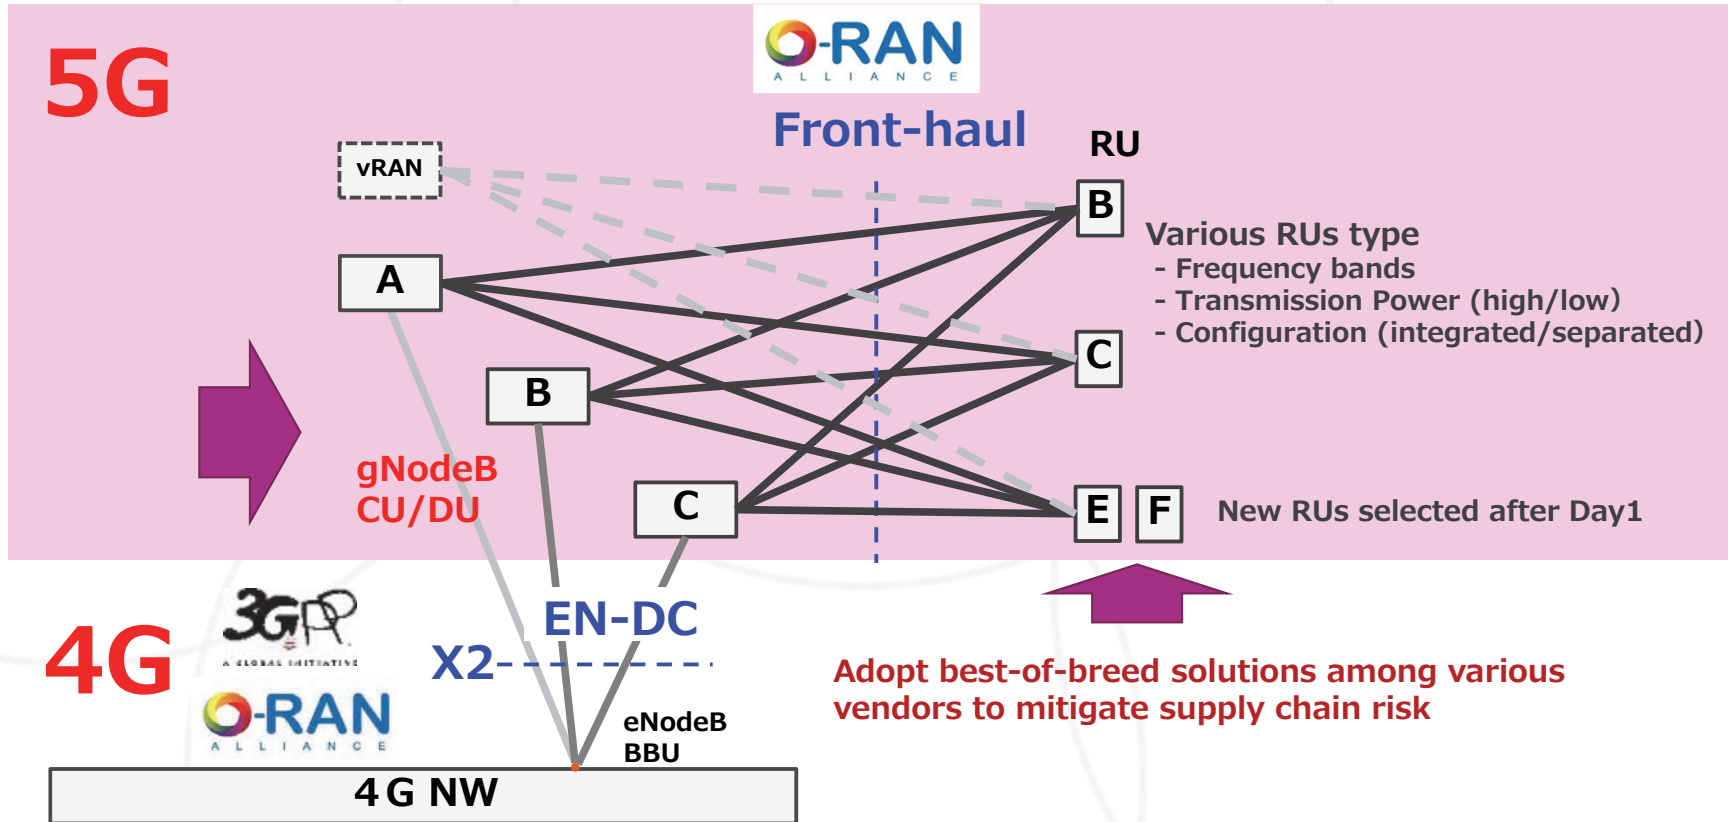 5G
O-RAN
ALLIANCE
Front-haul
RU
vRAN
B
Various RUs type
- Frequency bands
- Transmission Power (high/low）
- Configuration (integrated/separated）
A
C
B
gNodeB
CU/DU
C
E
F
New RUs selected after Day1
4G
3GPP
A GLOBAL INITIATIVE
EN-DC
X2
O-RAN
ALLIANCE
eNodeB
BBU
Adopt best-of-breed solutions among various
vendors to mitigate supply chain risk
４G NW